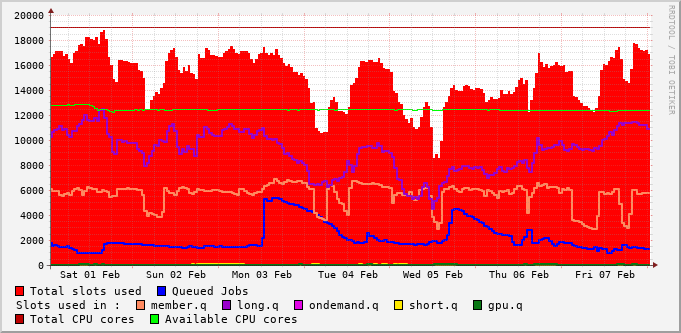 20000
18000
16000
14000
12000
10000
8000
6000
4000
2000
0
Sat 01 Feb Sun 02 Feb Mon 03 Feb Tue 04 Feb Wed 05 Feb Thu 06 Feb Fri 07 Feb
Total slots used Queued Jobs
Slots used in : member.q long.q ondemand.q short.q gpu.q
Total CPU cores Available CPU cores
RRDTOOL / TOBI OETIKER